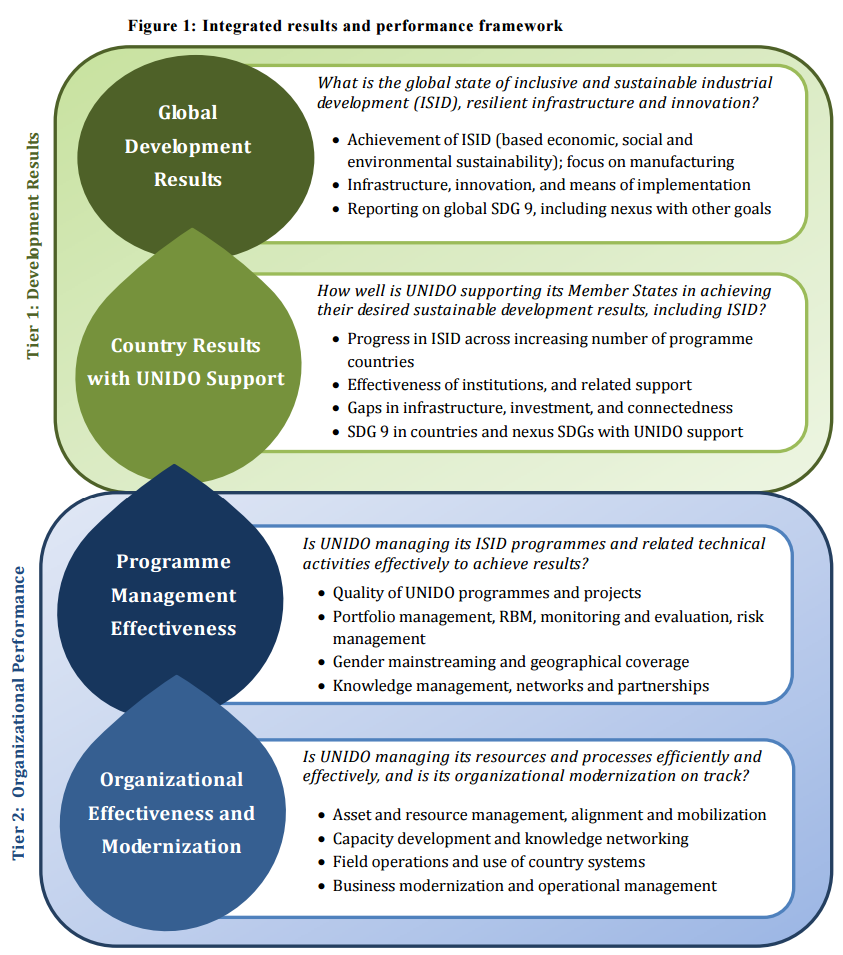 Figure 1: Integrated results and performance framework
Tier 1: Development Results
Global
Development
Results
What is the global state of inclusive and sustainable industrial
development (ISID), resilient infrastructure and innovation?
• Achievement of ISID (based economic, social and
environmental sustainability); focus on manufacturing
• Infrastructure, innovation, and means of implementation
• Reporting on global SDG 9, including nexus with other goals
Country Results
with UNIDO Support
How well is UNIDO supporting its Member States in achieving
their desired sustainable development results, including ISID?
• Progress in ISID across increasing number of programme
countries
• Effectiveness of institutions, and related support
• Gaps in infrastructure, investment, and connectedness
• SDG 9 in countries and nexus SDGs with UNIDO support
Tier 2: Organizational Performance
Programme
Management
Effectiveness
Is UNIDO managing its ISID programmes and related technical
activities effectively to achieve results?
• Quality of UNIDO programmes and projects
• Portfolio management, RBM, monitoring and evaluation, risk
management
• Gender mainstreaming and geographical coverage
• Knowledge management, networks and partnerships
Organizational
Effectiveness and
Modernization
Is UNIDO managing its resources and processes efficiently and
effectively, and is its organizational modernization on track?
• Asset and resource management, alignment and mobilization
• Capacity development and knowledge networking
• Field operations and use of country systems
• Business modernization and operational management